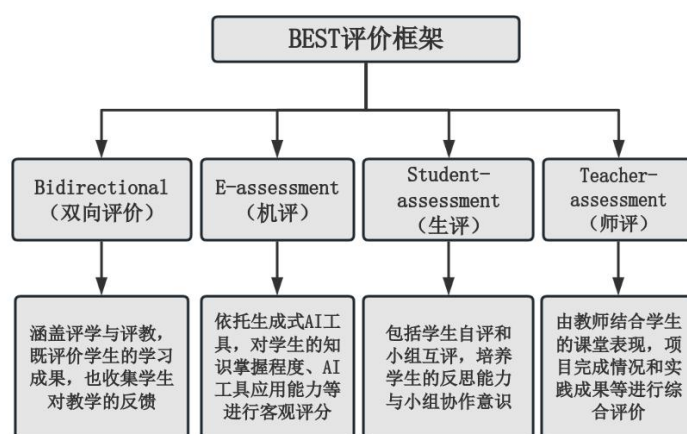 BEST评价框架
Bidirectional
（双向评价）
E-assessment
（机评）
Student-
assessment
（生评）
Teacher-
assessment
（师评）
涵盖评学与评教，
既评价学生的学习
成果，也收集学生
对教学的反馈
依托生成式AI工
具，对学生的知
识掌握程度、AI
工具应用能力等
进行客观评分
包括学生自评和
小组互评，培养
学生的反思能力
与小组协作意识
由教师结合学生
的课堂表现，项
目完成情况和实
践成果等进行综
合评价